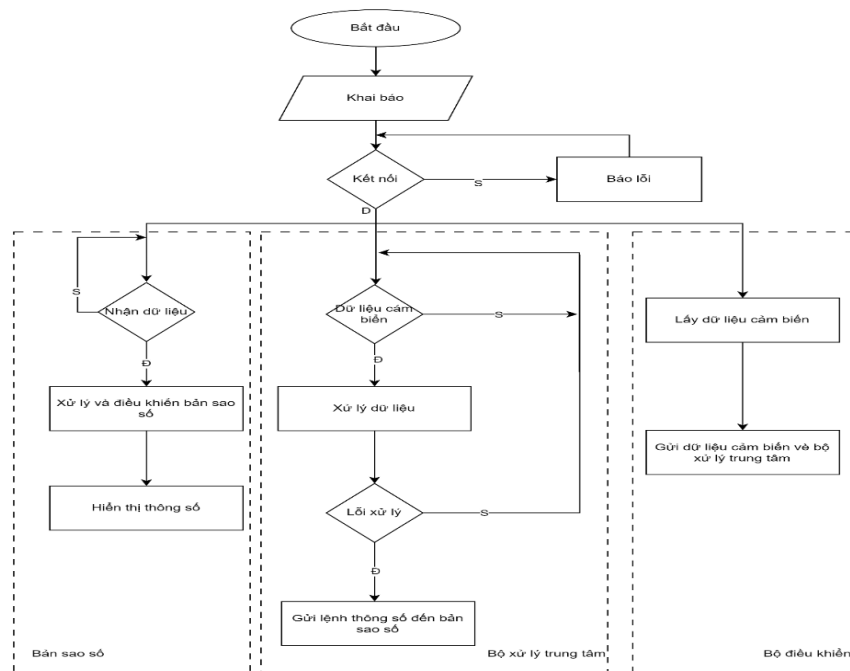 Bắt đầu
Khai báo
Kết nối
S
Báo lỗi
D
S
Nhận dữ liệu
Dữ liệu cảm
biến
S
Lấy dữ liệu cảm biến
Đ
Đ
Xử lý và điều khiển bản sao
số
Xử lý dữ liệu
Gửi dữ liệu cảm biến về bộ
xử lý trung tâm
Hiển thị thông số
Lỗi xử lý
S
Đ
Gửi lệnh thông số đến bản
sao số
Bản sao số
Bộ xử lý trung tâm
Bộ điều khiển